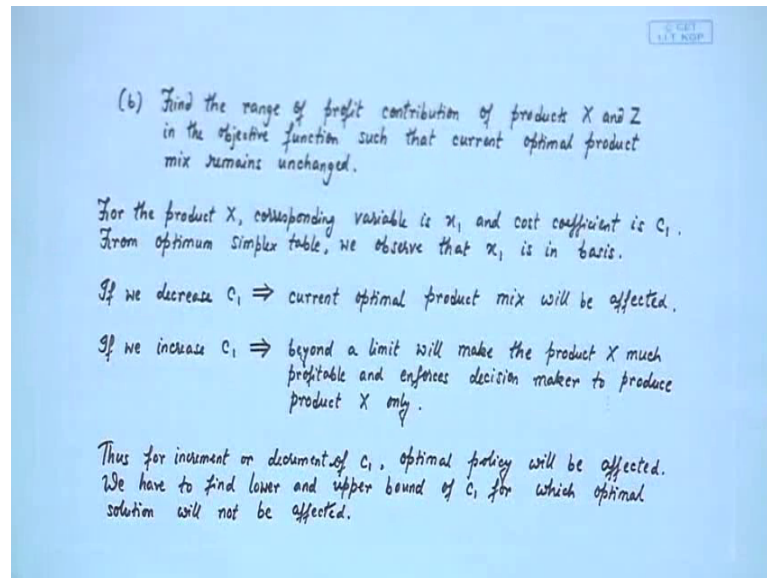 © CET
I.I.T. KGP
(b) Find the range of profit contribution of products X and Z
in the objective function such that current optimal product
mix remains unchanged.
For the product X, corresponding variable is x₁ and cost coefficient is C₁.
From optimum simplex table, we observe that x₁ is in basis.
If we decrease C₁ ⇒ current optimal product mix will be affected.
If we increase C₁ ⇒ beyond a limit will make the product X much
profitable and enforces decision maker to produce
product X only.
Thus for increment or decrement of C₁, optimal policy will be affected.
We have to find lower and upper bound of C₁ for which optimal
solution will not be affected.